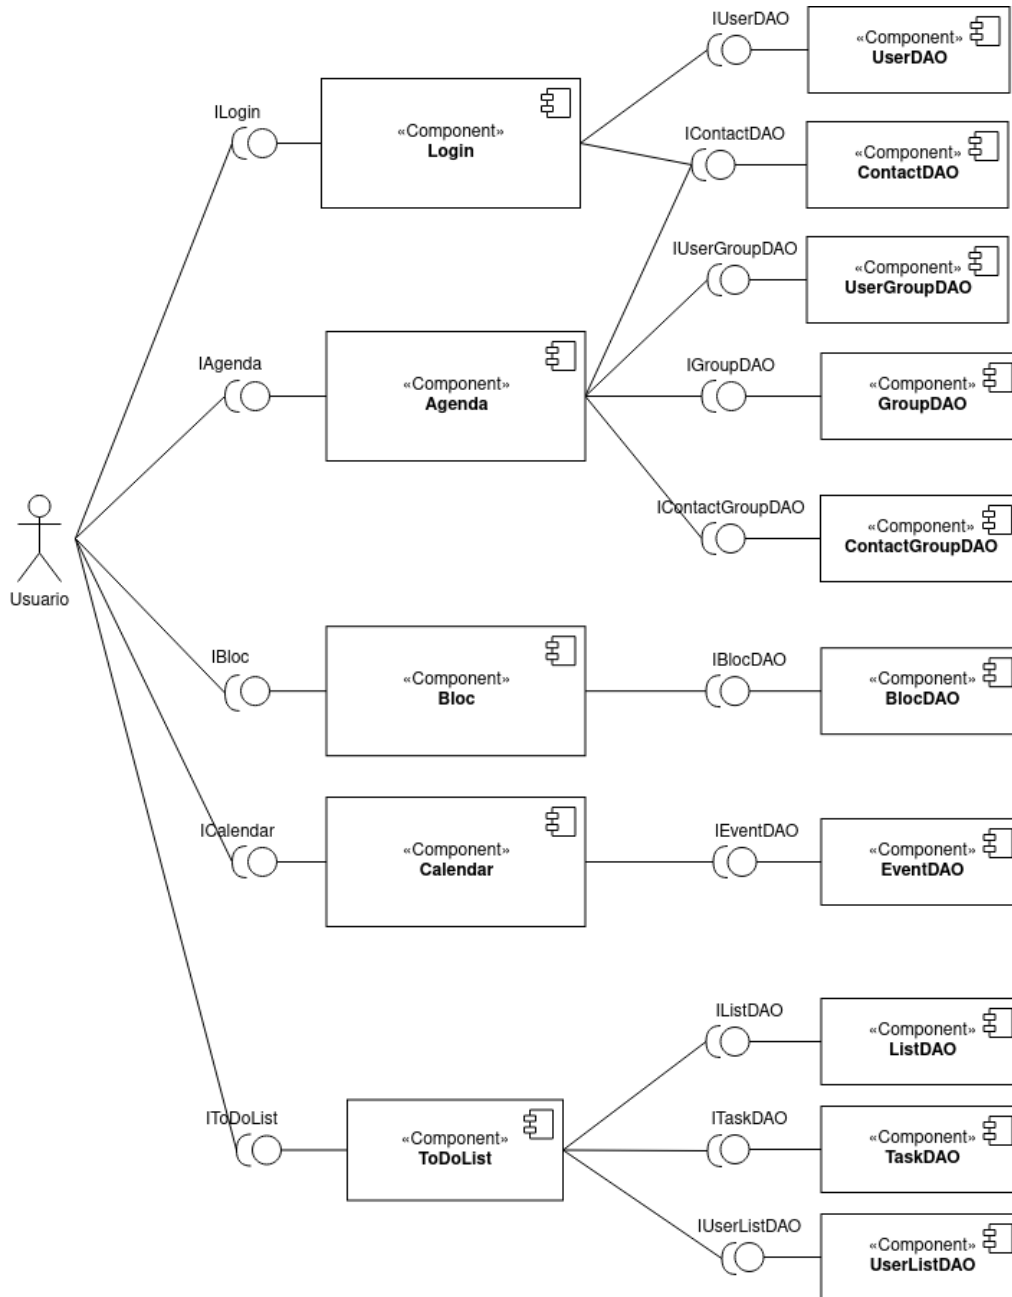 IUserDAO
«Component»
UserDAO
ILogin
«Component»
Login
IContactDAO
«Component»
ContactDAO
IUserGroupDAO
«Component»
UserGroupDAO
IAgenda
«Component»
Agenda
IGroupDAO
«Component»
GroupDAO
IContactGroupDAO
«Component»
ContactGroupDAO
Usuario
IBloc
«Component»
Bloc
IBlocDAO
«Component»
BlocDAO
ICalendar
«Component»
Calendar
IEventDAO
«Component»
EventDAO
IListDAO
«Component»
ListDAO
IToDoList
«Component»
ToDoList
ITaskDAO
«Component»
TaskDAO
IUserListDAO
«Component»
UserListDAO